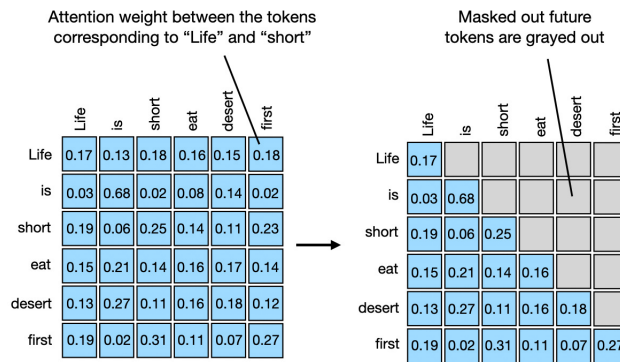 Attention weight between the tokens
corresponding to “Life” and “short”
Life is short eat desert first
Life 0.17 0.13 0.18 0.16 0.15 0.18
is 0.03 0.68 0.02 0.08 0.14 0.02
short 0.19 0.06 0.25 0.14 0.11 0.23
eat 0.15 0.21 0.14 0.16 0.17 0.14
desert 0.13 0.27 0.11 0.16 0.18 0.12
first 0.19 0.02 0.31 0.11 0.07 0.27
Masked out future
tokens are grayed out
Life is short eat desert first
Life 0.17
is 0.03 0.68
short 0.19 0.06 0.25
eat 0.15 0.21 0.14 0.16
desert 0.13 0.27 0.11 0.16 0.18
first 0.19 0.02 0.31 0.11 0.07 0.27